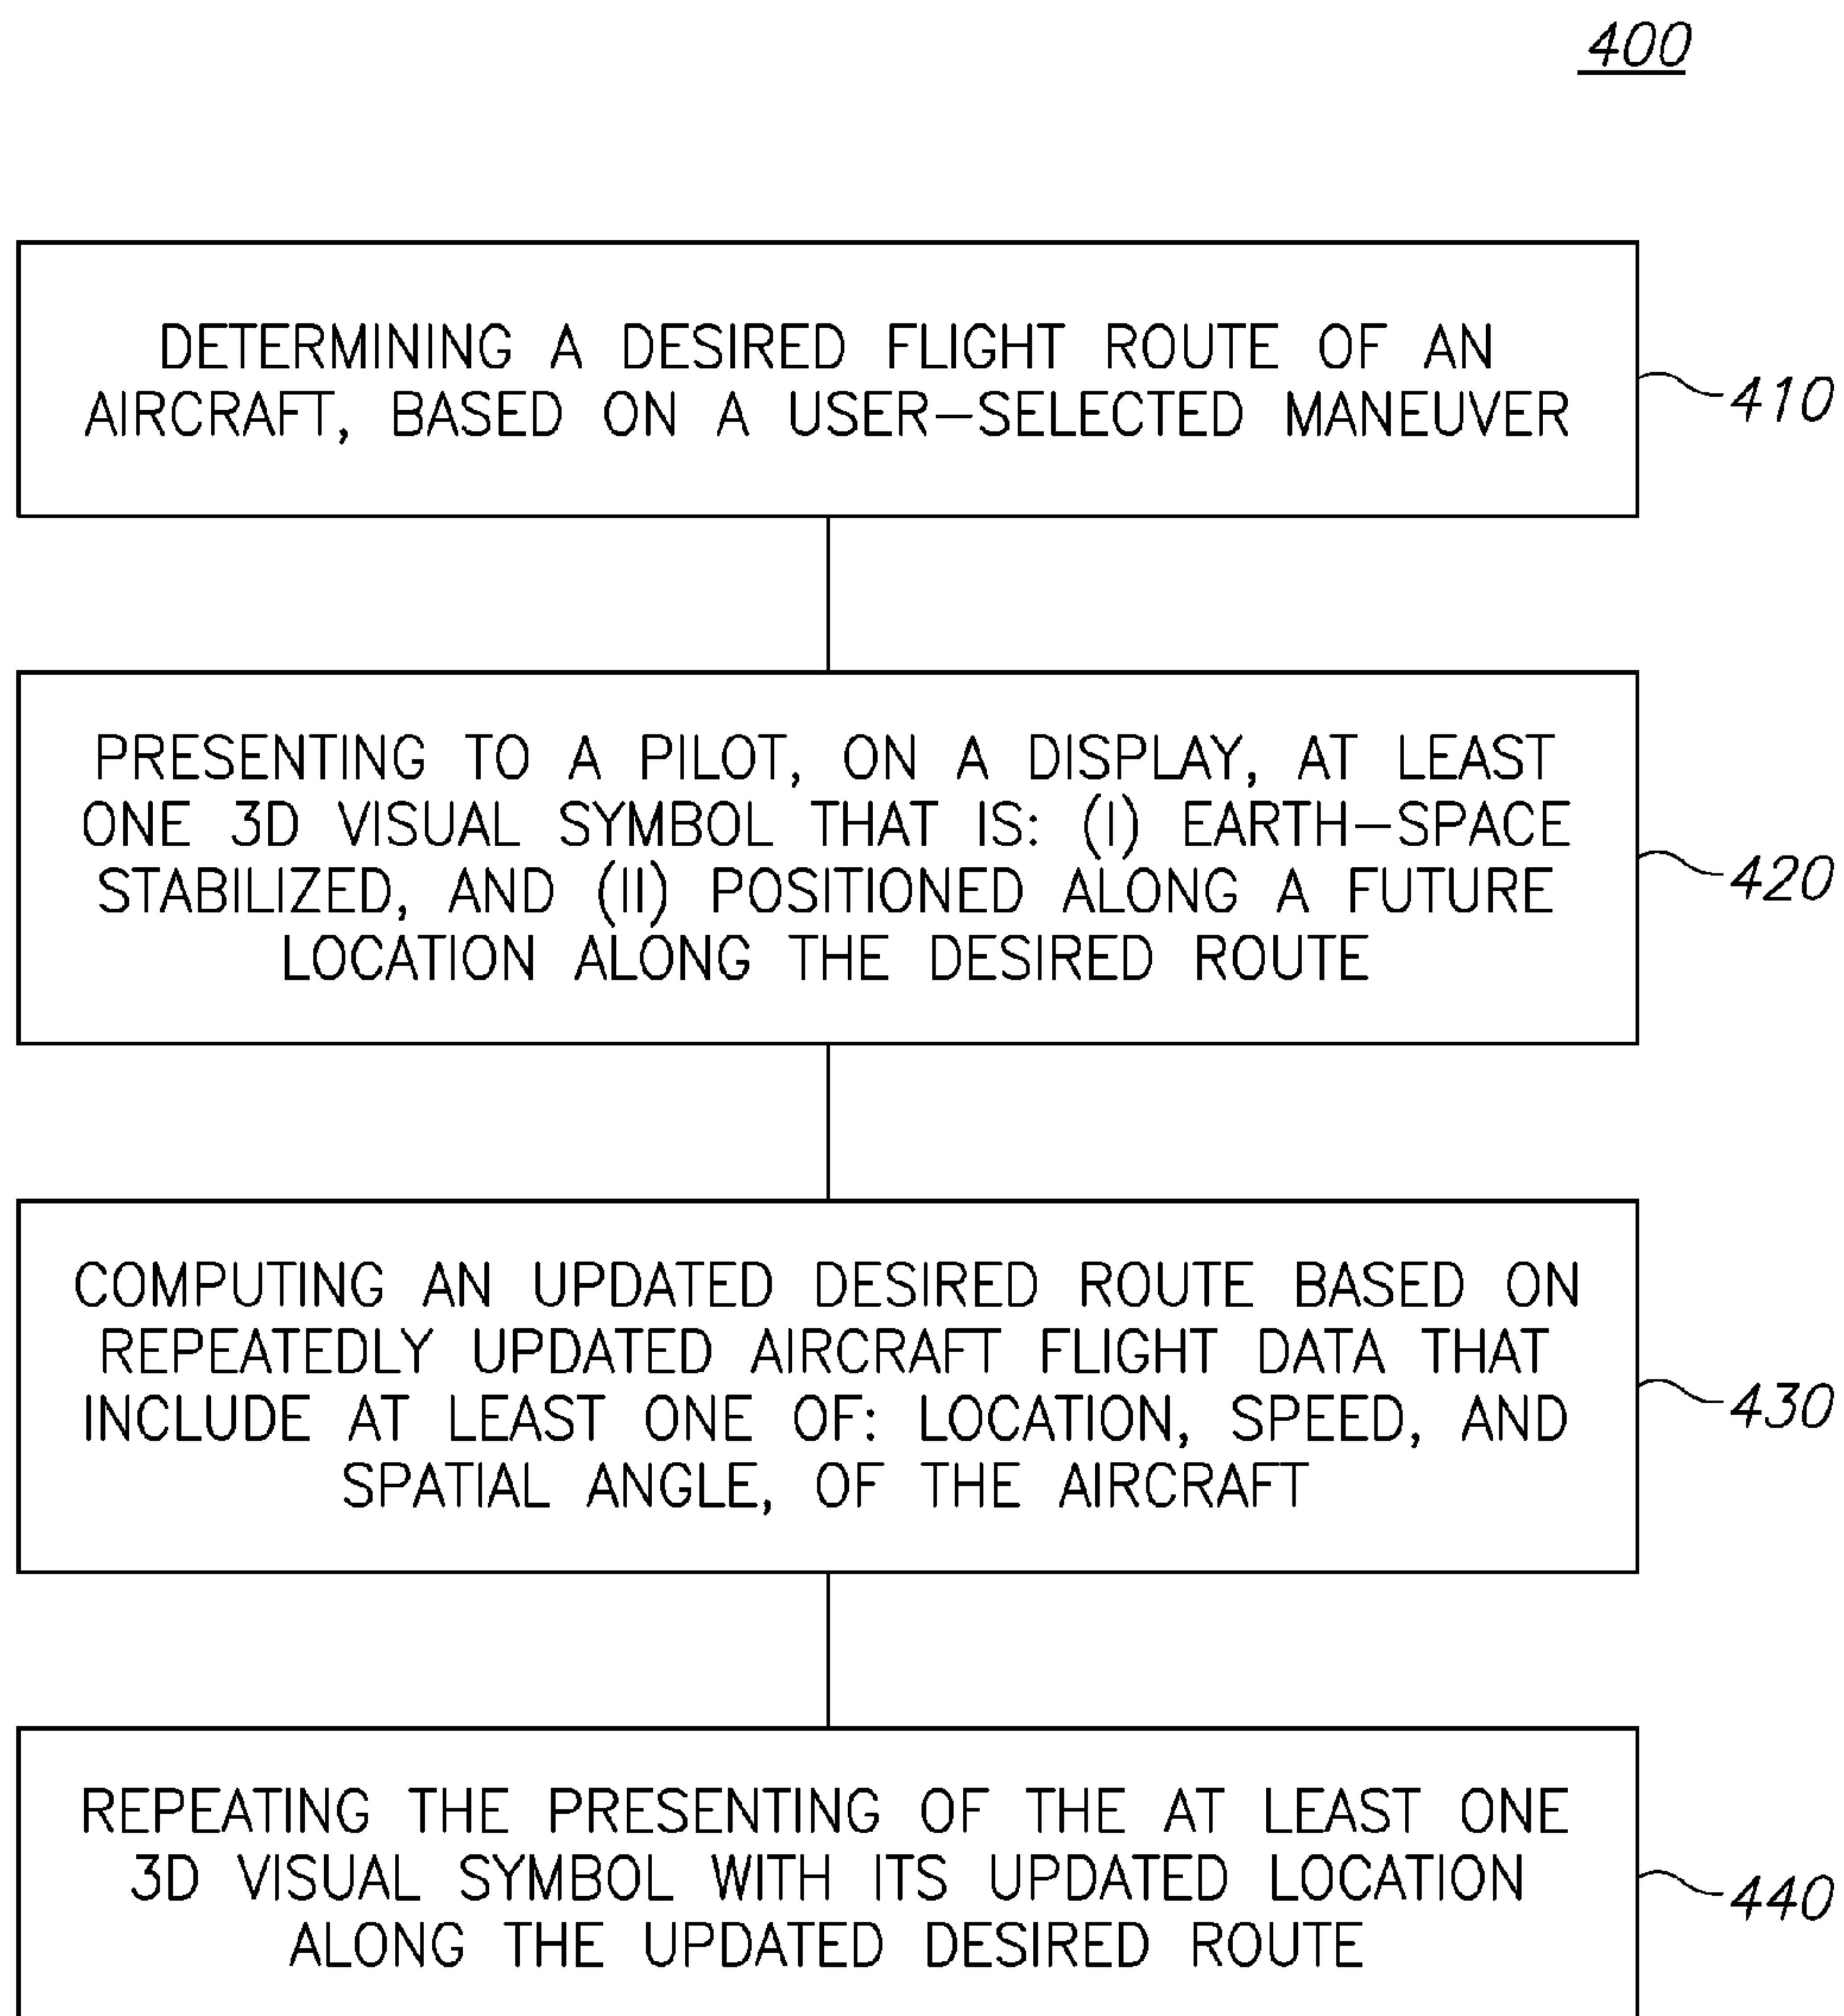 400
DETERMINING A DESIRED FLIGHT ROUTE OF AN
AIRCRAFT, BASED ON A USER-SELECTED MANEUVER
410
PRESENTING TO A PILOT, ON A DISPLAY, AT LEAST
ONE 3D VISUAL SYMBOL THAT IS: (I) EARTH-SPACE
STABILIZED, AND (II) POSITIONED ALONG A FUTURE
LOCATION ALONG THE DESIRED ROUTE
420
COMPUTING AN UPDATED DESIRED ROUTE BASED ON
REPEATEDLY UPDATED AIRCRAFT FLIGHT DATA THAT
INCLUDE AT LEAST ONE OF: LOCATION, SPEED, AND
SPATIAL ANGLE, OF THE AIRCRAFT
430
REPEATING THE PRESENTING OF THE AT LEAST ONE
3D VISUAL SYMBOL WITH ITS UPDATED LOCATION
ALONG THE UPDATED DESIRED ROUTE
440